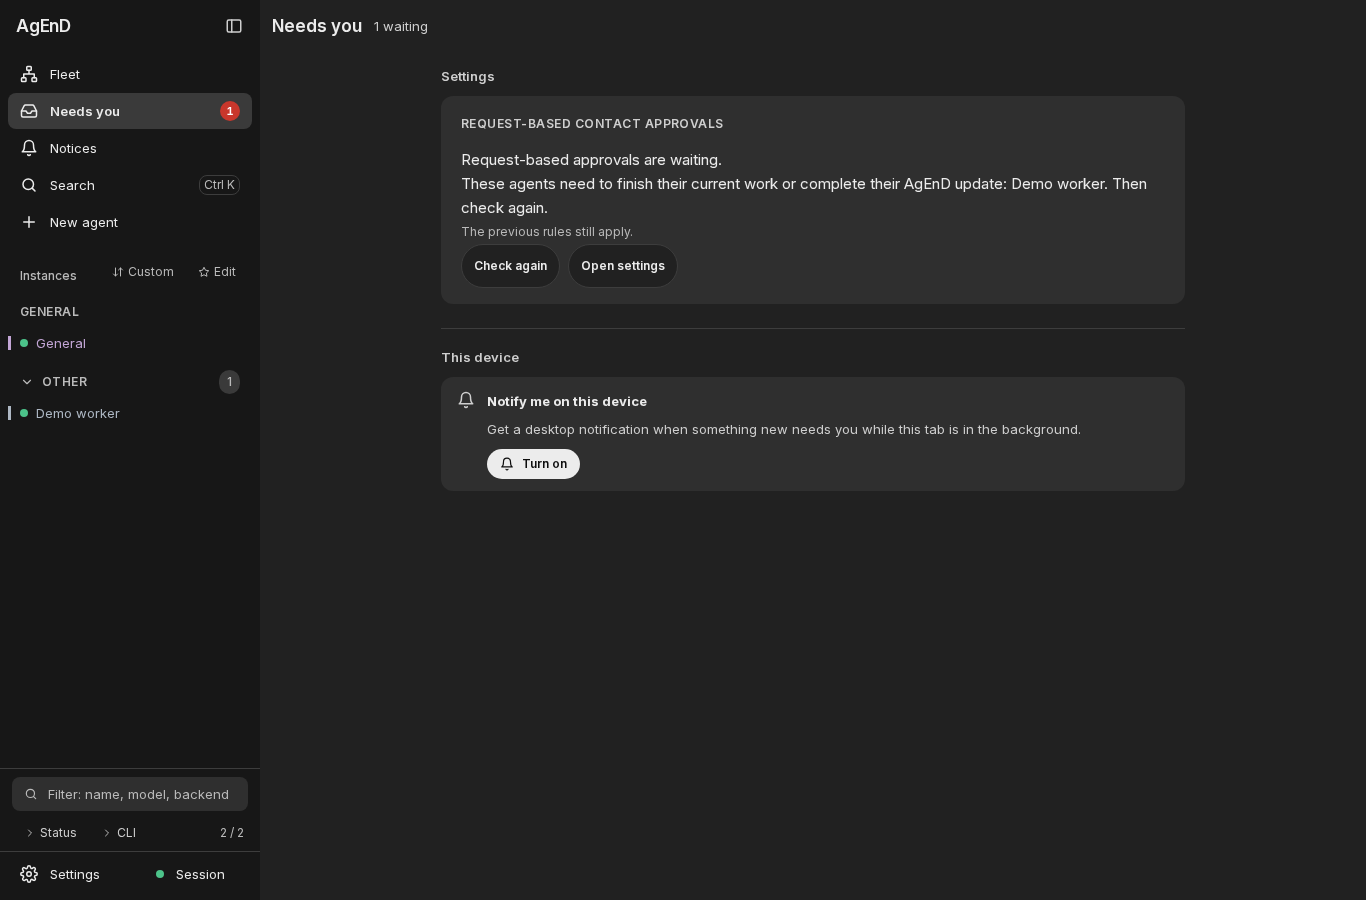 AgEnD
Fleet
Needs you
1
Notices
Search
Ctrl K
New agent
Instances
Custom
Edit
GENERAL
General
OTHER
1
Demo worker
Filter: name, model, backend
Status
CLI
2 / 2
Settings
Session
Needs you
1 waiting
Settings
REQUEST-BASED CONTACT APPROVALS
Request-based approvals are waiting.
These agents need to finish their current work or complete their AgEnD update: Demo worker. Then
check again.
The previous rules still apply.
Check again
Open settings
This device
Notify me on this device
Get a desktop notification when something new needs you while this tab is in the background.
Turn on